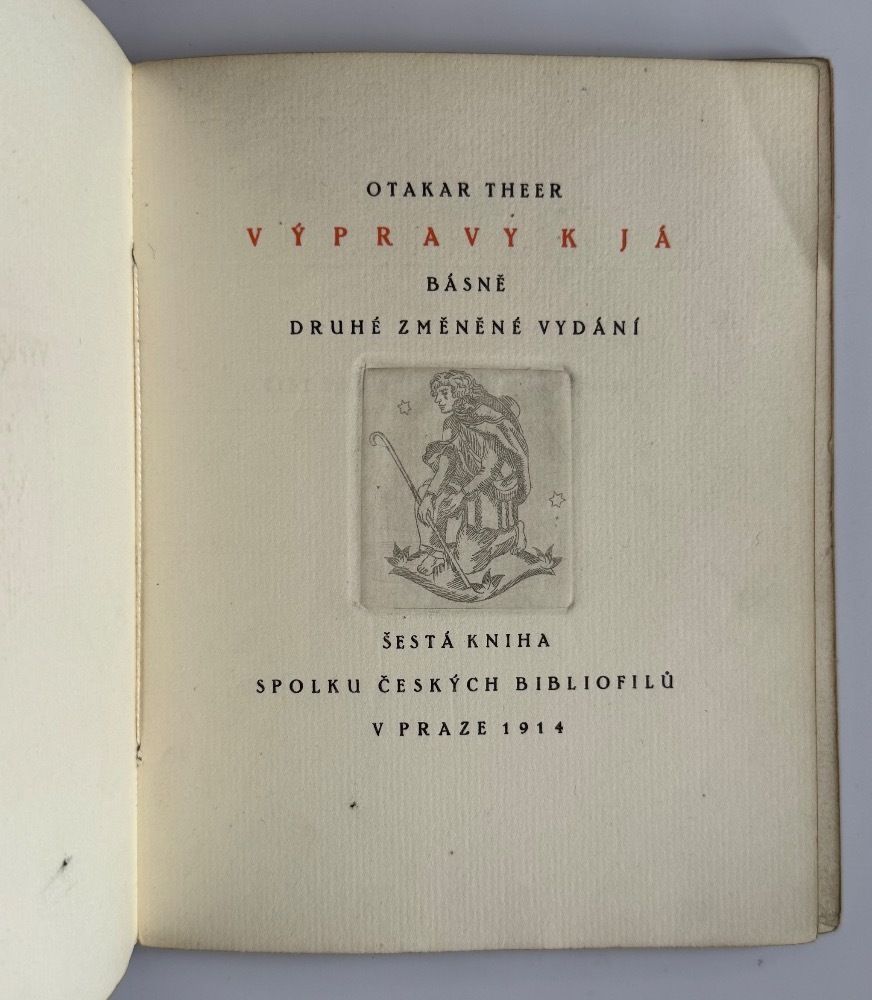 OTAKAR THEER
VÝPRAVY K JÁ
BÁSNĚ
DRUHÉ ZMĚNĚNÉ VYDÁNÍ
ŠESTÁ KNIHA
SPOLKU ČESKÝCH BIBLIOFILŮ
V PRAZE 1914